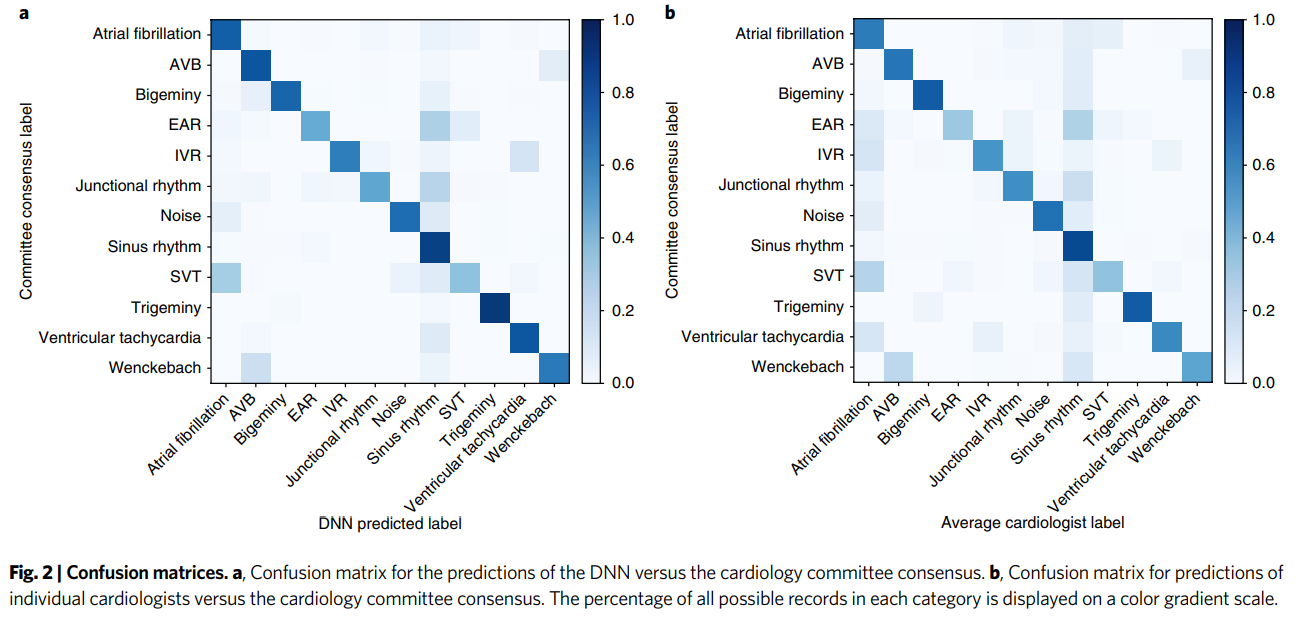 a
Atrial fibrillation
AVB
Bigeminy
EAR
IVR
Junctional rhythm
Noise
Sinus rhythm
SVT
Trigeminy
Ventricular tachycardia
Wenckebach
Committee consensus label
Atrial fibrillation
AVB
Bigeminy
EAR
IVR
Junctional rhythm
Noise
Sinus rhythm
SVT
Trigeminy
Ventricular tachycardia
Wenckebach
DNN predicted label
1.0
0.8
0.6
0.4
0.2
0.0
b
Atrial fibrillation
AVB
Bigeminy
EAR
IVR
Junctional rhythm
Noise
Sinus rhythm
SVT
Trigeminy
Ventricular tachycardia
Wenckebach
Committee consensus label
Atrial fibrillation
AVB
Bigeminy
EAR
IVR
Junctional rhythm
Noise
Sinus rhythm
SVT
Trigeminy
Ventricular tachycardia
Wenckebach
Average cardiologist label
1.0
0.8
0.6
0.4
0.2
0.0
Fig. 2 | Confusion matrices. a, Confusion matrix for the predictions of the DNN versus the cardiology committee consensus. b, Confusion matrix for predictions of
individual cardiologists versus the cardiology committee consensus. The percentage of all possible records in each category is displayed on a color gradient scale.